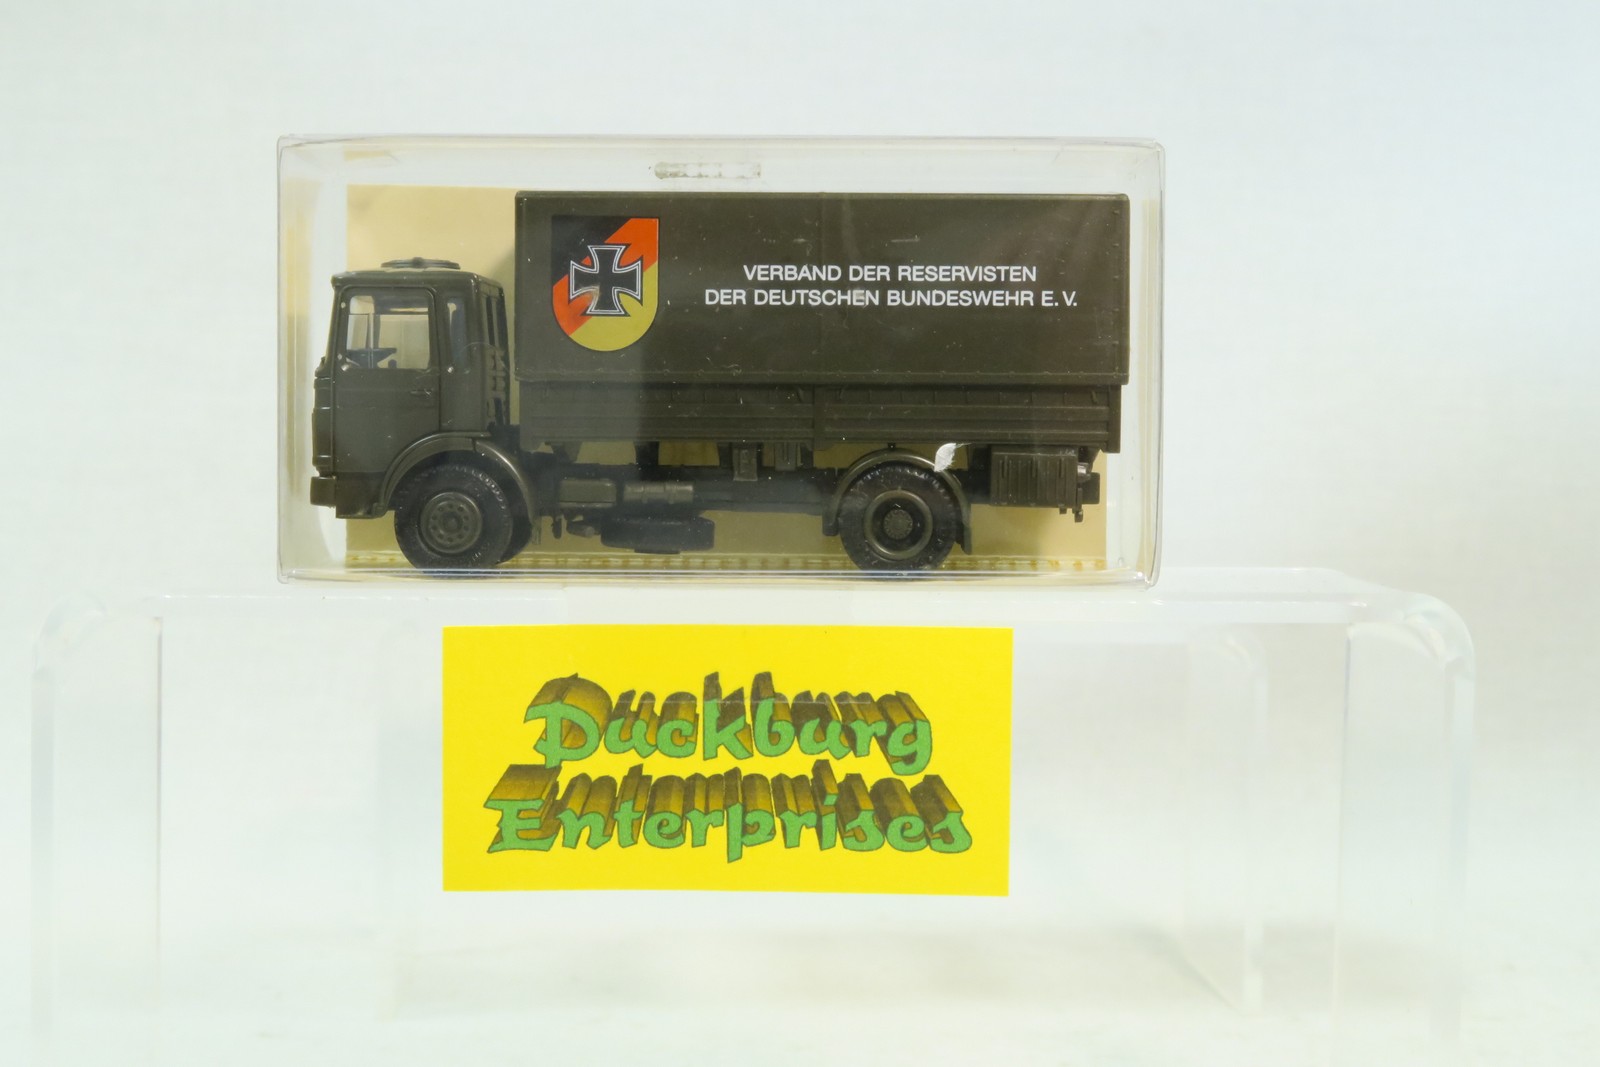 VERBAND DER RESERVISTEN
DER DEUTSCHEN BUNDESWEHR E.V.
Duckburg
Enterprises